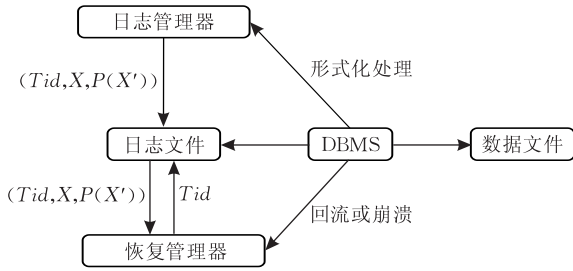 日志管理器
形式化处理
(Tid,X,P(X′))
日志文件
DBMS
数据文件
(Tid,X,P(X′))
Tid
回流或崩溃
恢复管理器